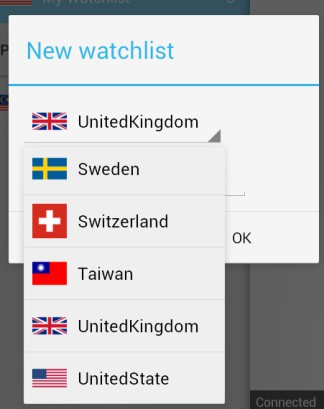 My Watchlist
New watchlist
UnitedKingdom
Sweden
Switzerland
OK
Taiwan
UnitedKingdom
UnitedState
Connected